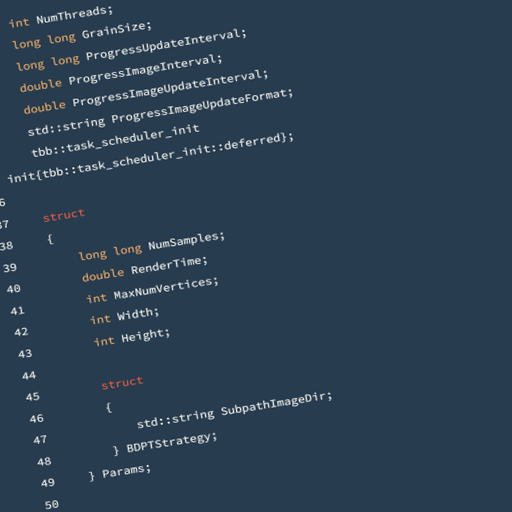 int NumThreads;
long long GrainSize;
long long ProgressUpdateInterval;
double ProgressImageInterval;
double ProgressImageUpdateInterval;
std::string ProgressImageUpdateFormat;
tbb::task_scheduler_init
init{tbb::task_scheduler_init::deferred};
6
37 struct
38 {
39 long long NumSamples;
40 double RenderTime;
41 int MaxNumVertices;
42 int Width;
43 int Height;
44
45 struct
46 {
47 std::string SubpathImageDir;
48 } BDPTStrategy;
49 } Params;
50